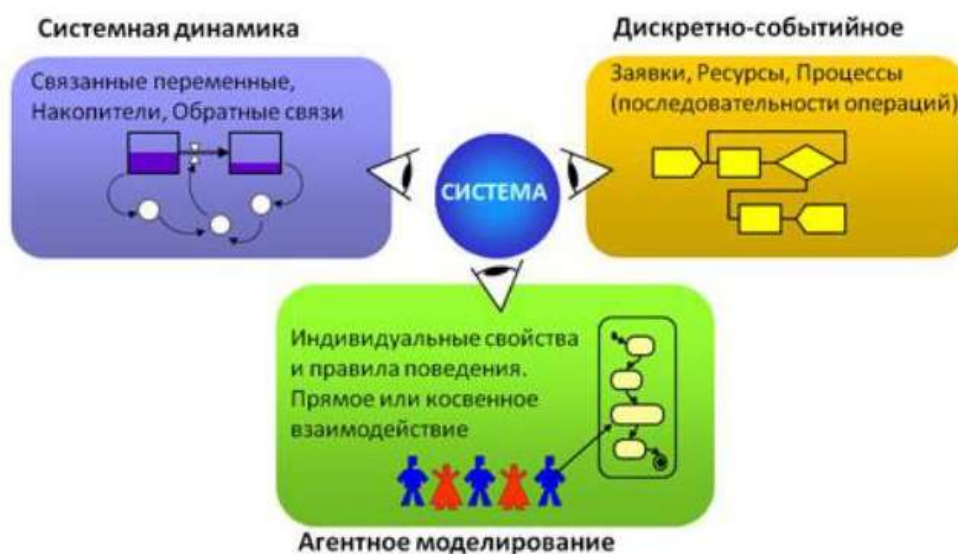 Системная динамика
Связанные переменные,
Накопители, Обратные связи
Дискретно-событийное
Заявки, Ресурсы, Процессы
(последовательности операций)
СИСТЕМА
Индивидуальные свойства
и правила поведения.
Прямое или косвенное
взаимодействие
Агентное моделирование